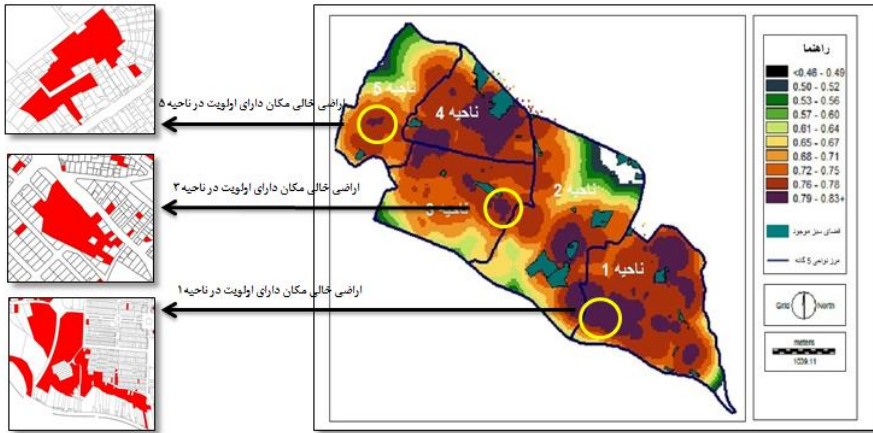 اراضی خالی مکان دارای اولویت در ناحیه ۵
اراضی خالی مکان دارای اولویت در ناحیه ۳
اراضی خالی مکان دارای اولویت در ناحیه ۱
ناحیه 5
ناحیه 4
ناحیه 2
ناحیه 3
ناحیه 1
راهنما
<0.46 - 0.49
0.50 - 0.52
0.53 - 0.56
0.57 - 0.60
0.61 - 0.64
0.65 - 0.67
0.68 - 0.71
0.72 - 0.75
0.76 - 0.78
0.79 - 0.83+
فضای سبز موجود
مرز نواحی 5 گانه
Grid North
meters
1039.11